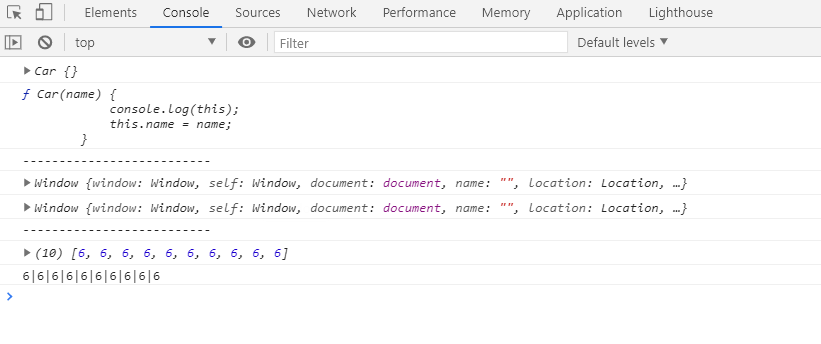 Elements Console Sources Network Performance Memory Application Lighthouse
top Filter Default levels
Car {}
ƒ Car(name) {
            console.log(this);
            this.name = name;
        }
--------------------------
Window {window: Window, self: Window, document: document, name: "", location: Location, …}
Window {window: Window, self: Window, document: document, name: "", location: Location, …}
--------------------------
(10) [6, 6, 6, 6, 6, 6, 6, 6, 6, 6]
6|6|6|6|6|6|6|6|6|6